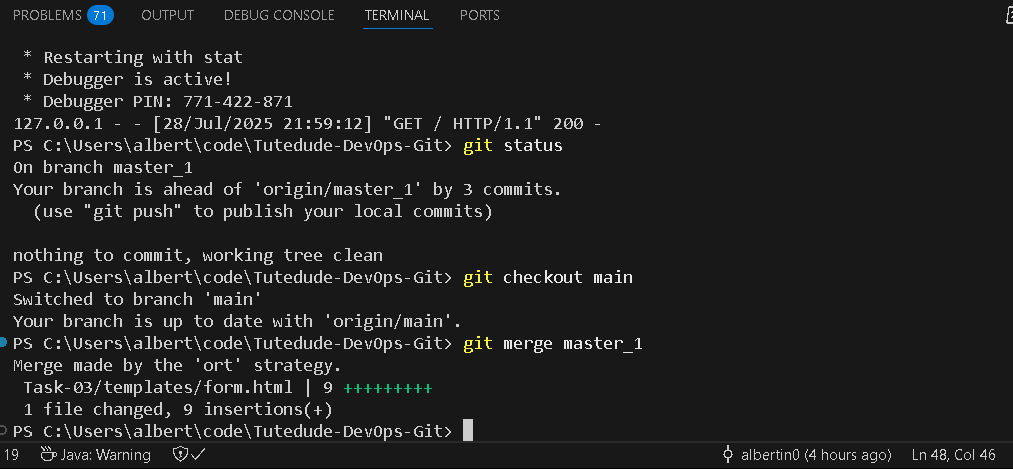 PROBLEMS 71 OUTPUT DEBUG CONSOLE TERMINAL PORTS
* Restarting with stat
* Debugger is active!
* Debugger PIN: 771-422-871
127.0.0.1 - - [28/Jul/2025 21:59:12] "GET / HTTP/1.1" 200 -
PS C:\Users\albert\code\Tutedude-DevOps-Git> git status
On branch master_1
Your branch is ahead of 'origin/master_1' by 3 commits.
(use "git push" to publish your local commits)
nothing to commit, working tree clean
PS C:\Users\albert\code\Tutedude-DevOps-Git> git checkout main
Switched to branch 'main'
Your branch is up to date with 'origin/main'.
PS C:\Users\albert\code\Tutedude-DevOps-Git> git merge master_1
Merge made by the 'ort' strategy.
Task-03/templates/form.html | 9 +++++++++
1 file changed, 9 insertions(+)
PS C:\Users\albert\code\Tutedude-DevOps-Git>
19 Java: Warning albertin0 (4 hours ago) Ln 48, Col 46